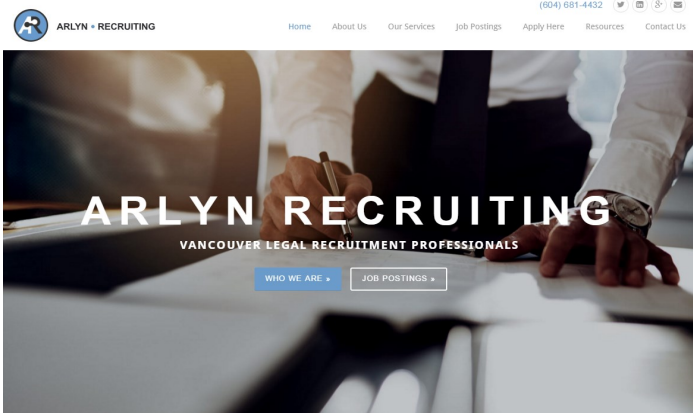 (604) 681-4432
AR
ARLYN • RECRUITING
Home About Us Our Services Job Postings Apply Here Resources Contact Us
ARLYN RECRUITING
VANCOUVER LEGAL RECRUITMENT PROFESSIONALS
WHO WE ARE »
JOB POSTINGS »